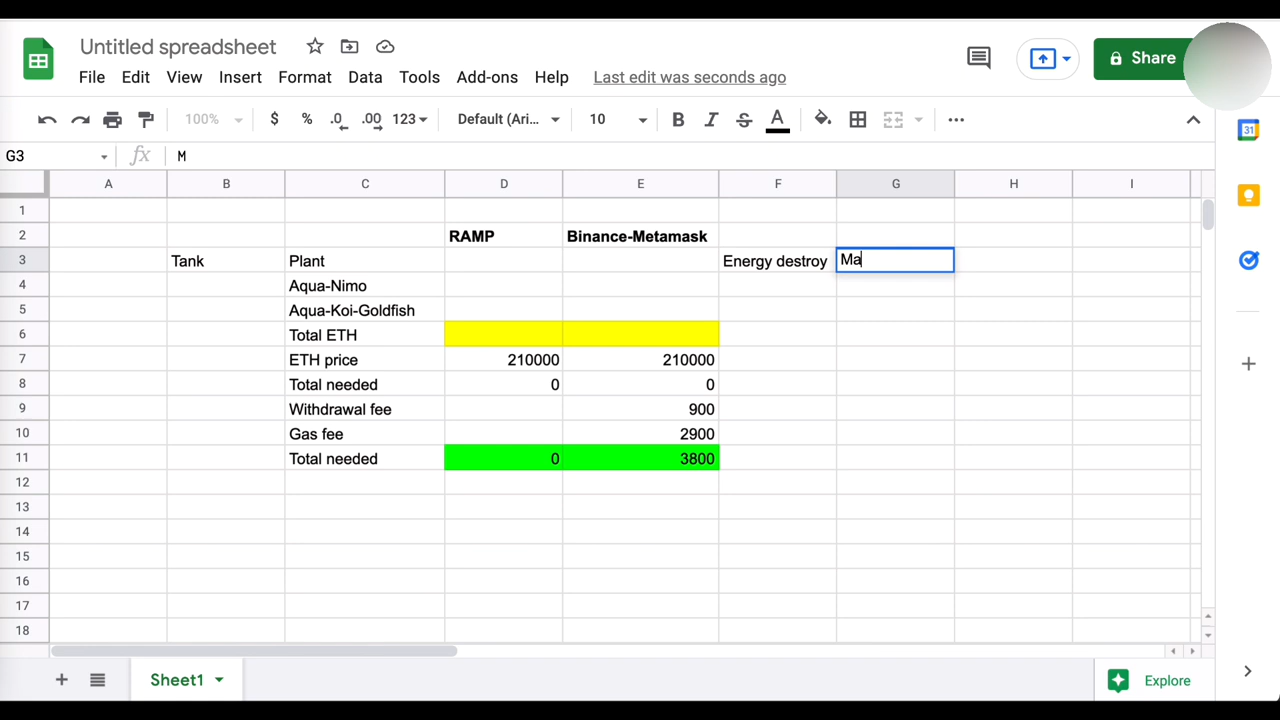 Untitled spreadsheet
File Edit View Insert Format Data Tools Add-ons Help Last edit was seconds ago
Share
100% $ % .0 .00 123 Default (Ari... 10 B I S A
31
G3 fx M
A B C D E F G H I
1
2 RAMP Binance-Metamask
3 Tank Plant Energy destroy Ma
4 Aqua-Nimo
5 Aqua-Koi-Goldfish
6 Total ETH
7 ETH price 210000 210000
8 Total needed 0 0
9 Withdrawal fee 900
10 Gas fee 2900
11 Total needed 0 3800
12
13
14
15
16
17
18
Sheet1 Explore